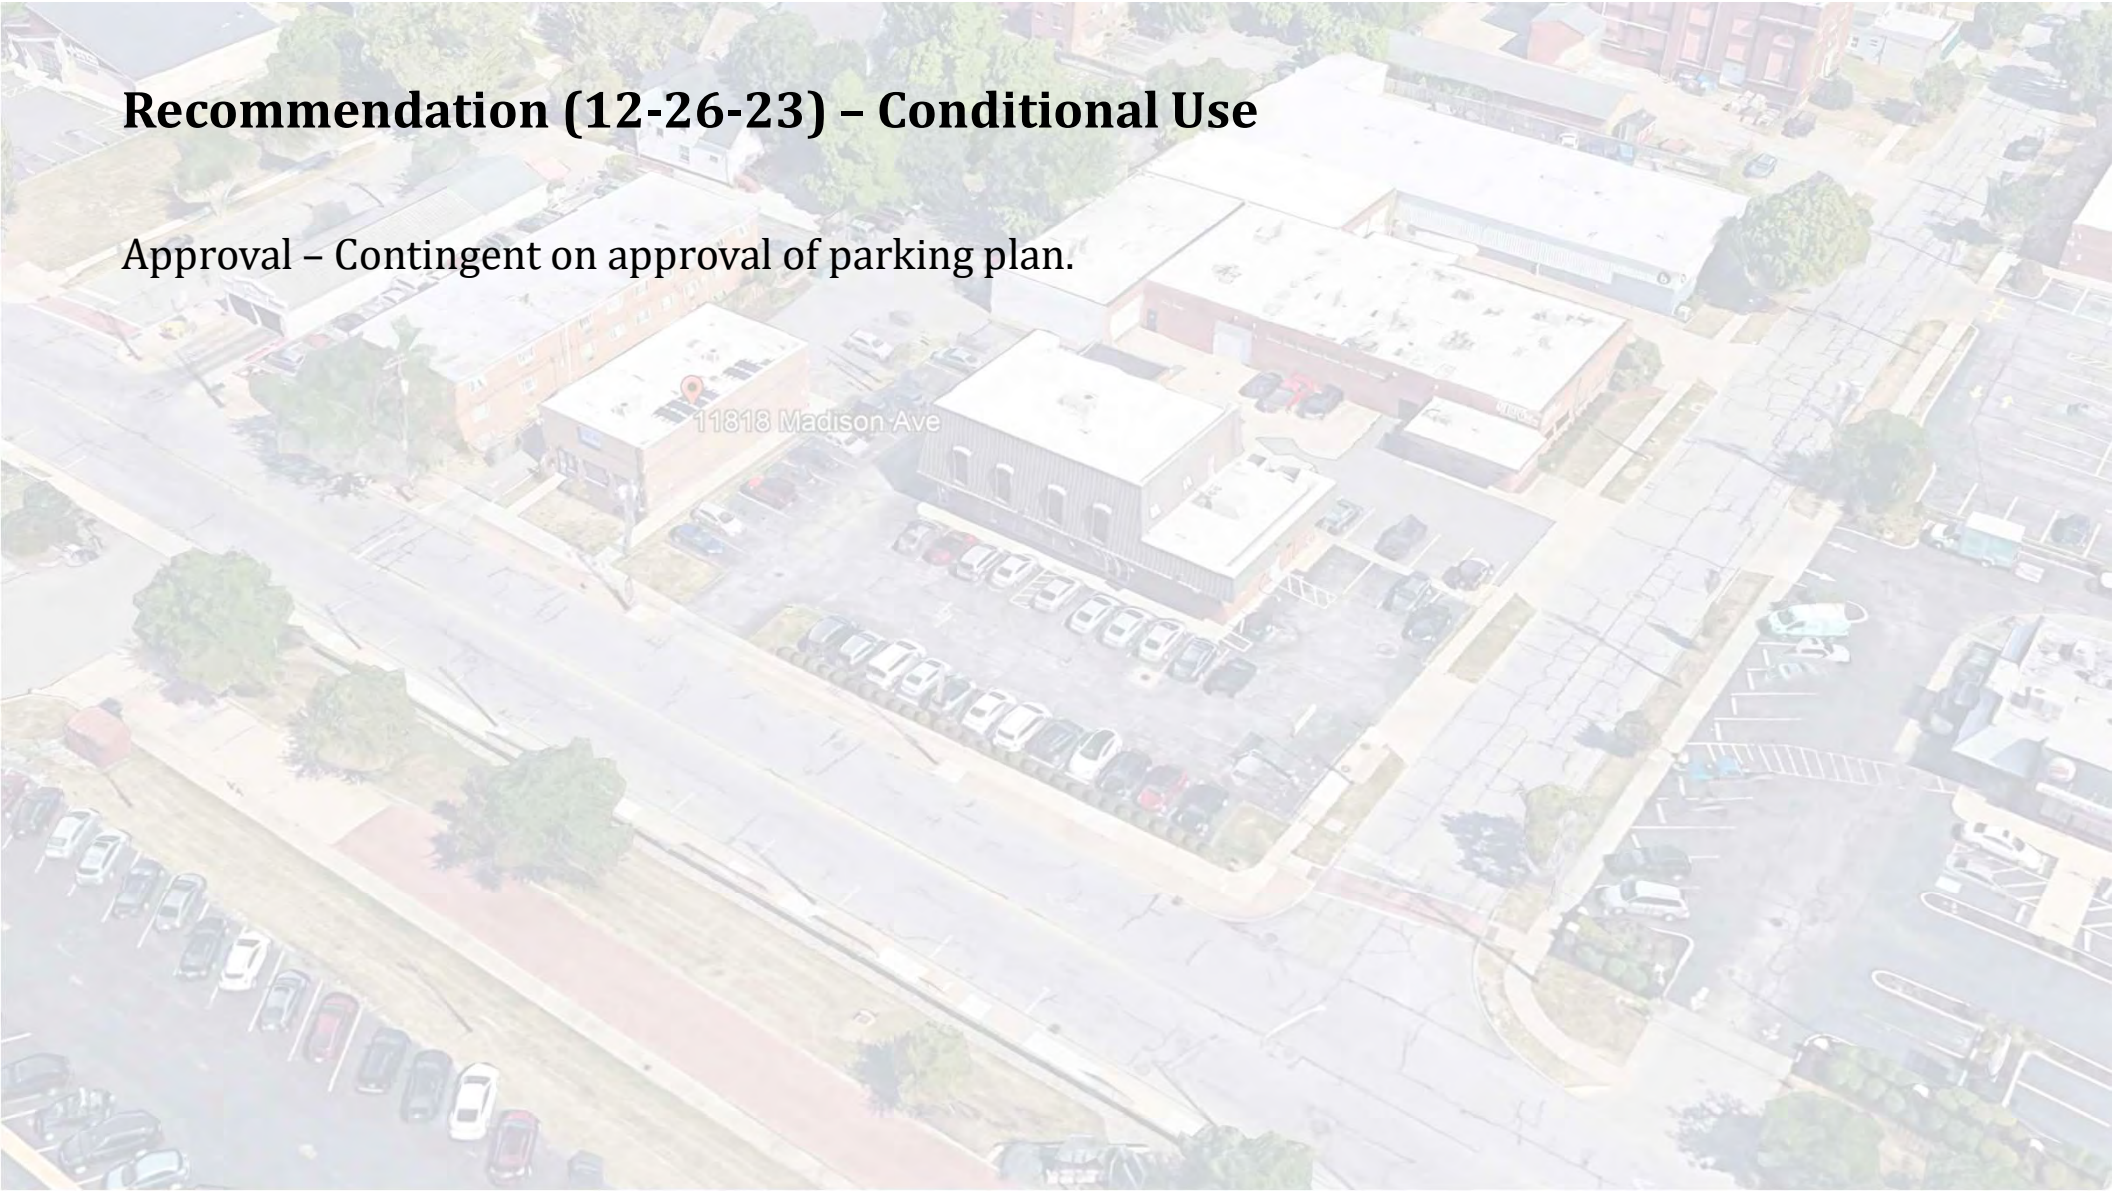 Recommendation (12-26-23) – Conditional Use
Approval – Contingent on approval of parking plan.
11818 Madison Ave